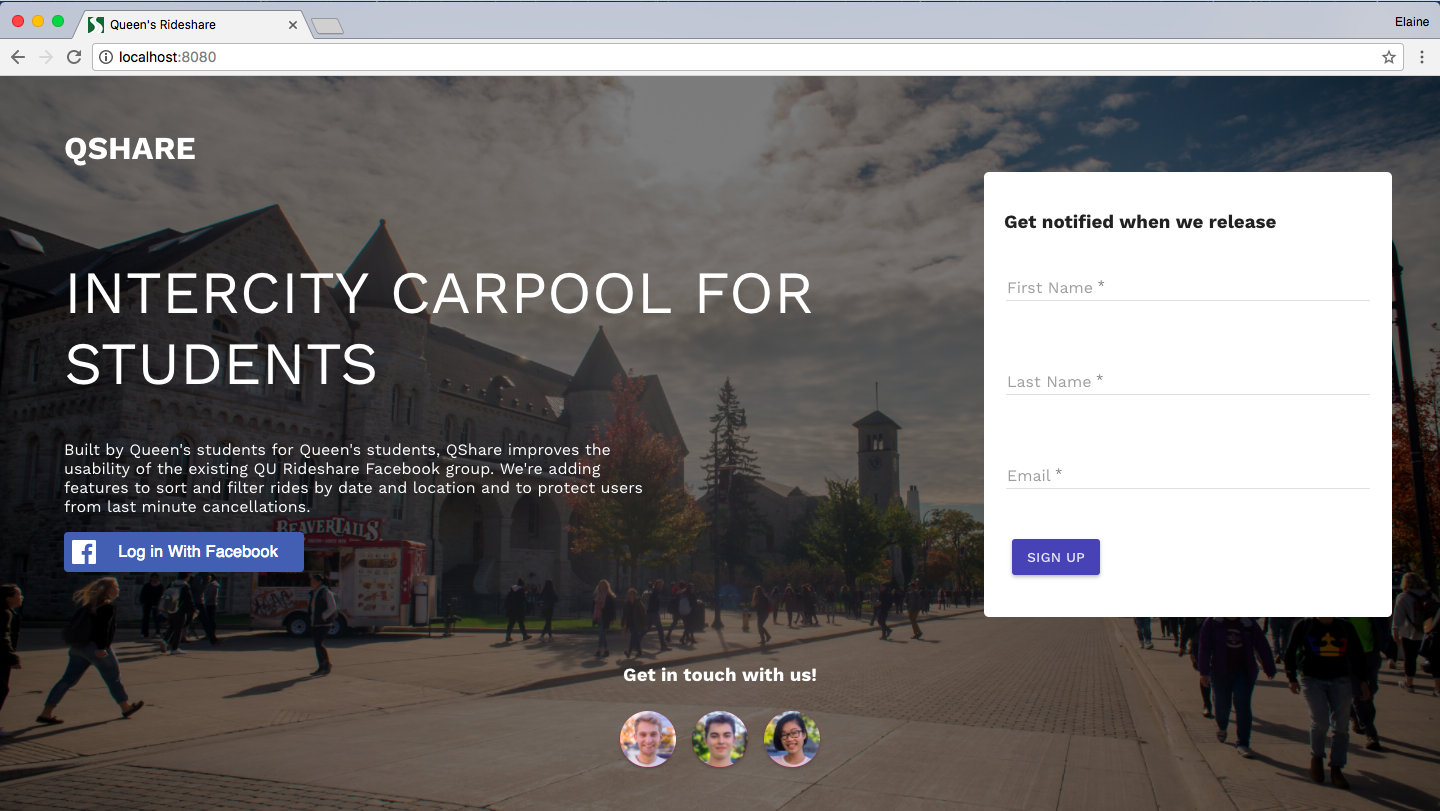 Queen's Rideshare
Elaine
localhost:8080
QSHARE
INTERCITY CARPOOL FOR
STUDENTS
Built by Queen's students for Queen's students, QShare improves the
usability of the existing QU Rideshare Facebook group. We're adding
features to sort and filter rides by date and location and to protect users
from last minute cancellations.
BEAVERTAILS
Log in With Facebook
Get notified when we release
First Name *
Last Name *
Email *
SIGN UP
Get in touch with us!